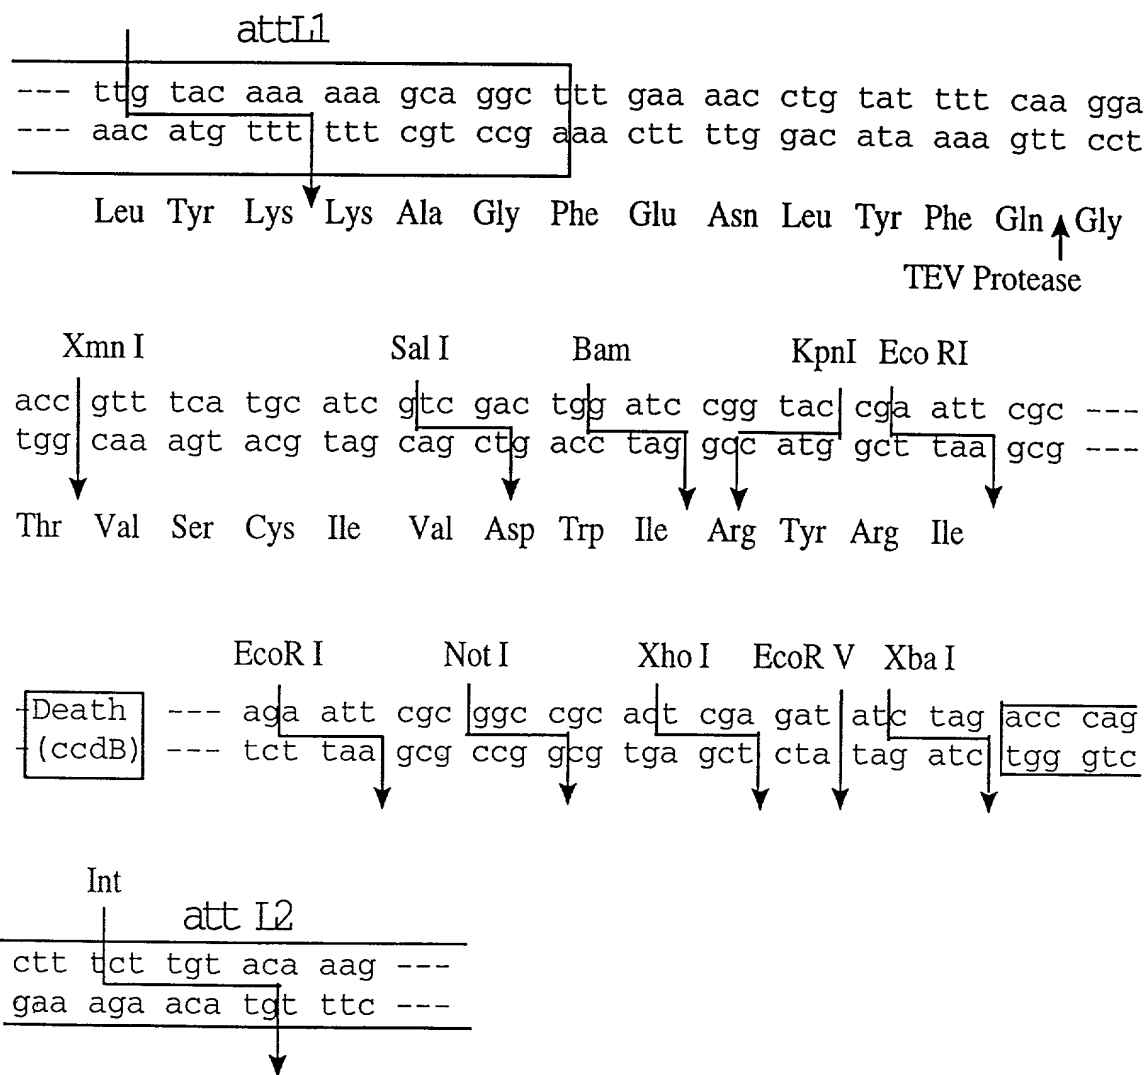 attL1
--- ttg tac aaa aaa gca ggc ttt gaa aac ctg tat ttt caa gga
--- aac atg ttt ttt cgt ccg aaa ctt ttg gac ata aaa gtt cct
Leu Tyr Lys Lys Ala Gly Phe Glu Asn Leu Tyr Phe Gln Gly
TEV Protease
Xmn I Sal I Bam KpnI Eco RI
acc gtt tca tgc atc gtc gac tgg atc cgg tac cga att cgc ---
tgg caa agt acg tag cag ctg acc tag gcc atg gct taa gcg ---
Thr Val Ser Cys Ile Val Asp Trp Ile Arg Tyr Arg Ile
EcoR I Not I Xho I EcoR V Xba I
-Death --- aga att cgc ggc cgc act cga gat atc tag acc cag
-(ccdB) --- tct taa gcg ccg gcg tga gct cta tag atc tgg gtc
Int
att L2
ctt tct tgt aca aag ---
gaa aga aca tgt ttc ---